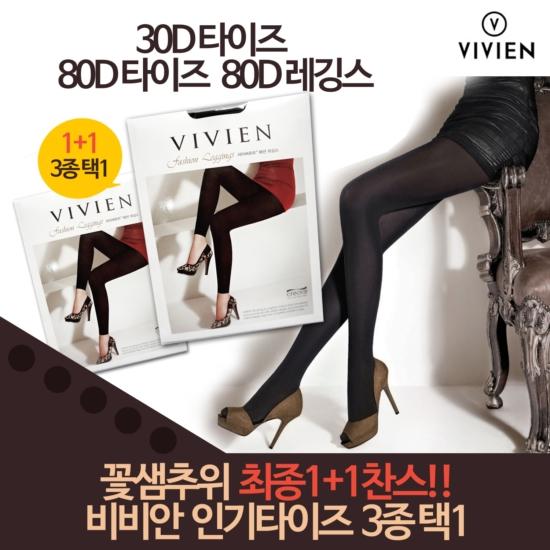 30D타이즈
80D타이즈 80D레깅스
V
VIVIEN
1+1
3종택1
VIVIEN
Fashion Leggings
VIVIEN
Fashion Leggings
creora
꽃샘추위 최종1+1찬스!!
비비안 인기타이즈 3종택1